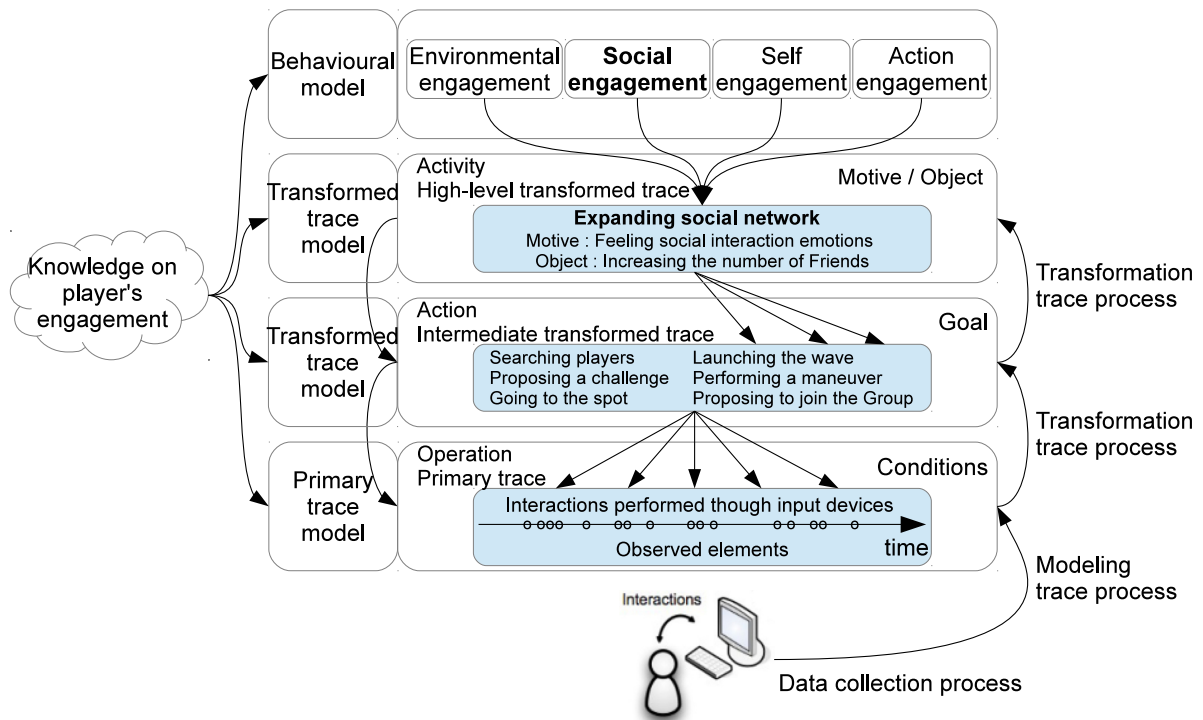 Behavioural
model
Environmental
engagement
Social
engagement
Self
engagement
Action
engagement
Transformed
trace
model
Activity
High-level transformed trace
Motive / Object
Expanding social network
Motive : Feeling social interaction emotions
Object : Increasing the number of Friends
Knowledge on
player's
engagement
Transformation
trace process
Transformed
trace
model
Action
Intermediate transformed trace
Goal
Searching players
Proposing a challenge
Going to the spot
Launching the wave
Performing a maneuver
Proposing to join the Group
Transformation
trace process
Primary
trace
model
Operation
Primary trace
Conditions
Interactions performed though input devices
time
Observed elements
Modeling
trace process
Interactions
Data collection process